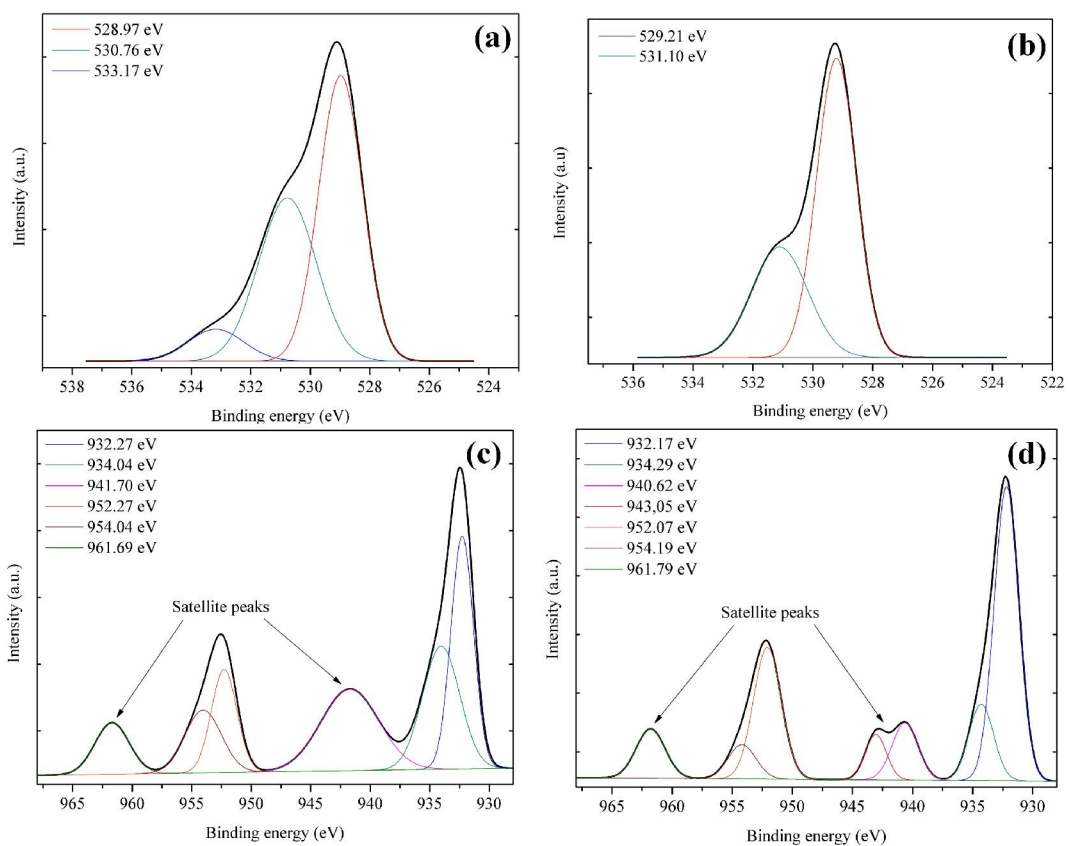 528.97 eV
530.76 eV
533.17 eV
(a)
Intensity (a.u.)
538 536 534 532 530 528 526 524
Binding energy (eV)
529.21 eV
531.10 eV
(b)
Intensity (a.u)
536 534 532 530 528 526 524 522
Binding energy (eV)
932.27 eV
934.04 eV
941.70 eV
952.27 eV
954.04 eV
961.69 eV
(c)
Satellite peaks
Intensity (a.u.)
965 960 955 950 945 940 935 930
Binding energy (eV)
932.17 eV
934.29 eV
940.62 eV
943,05 eV
952.07 eV
954.19 eV
961.79 eV
(d)
Satellite peaks
Intensity (a.u.)
965 960 955 950 945 940 935 930
Binding energy (eV)